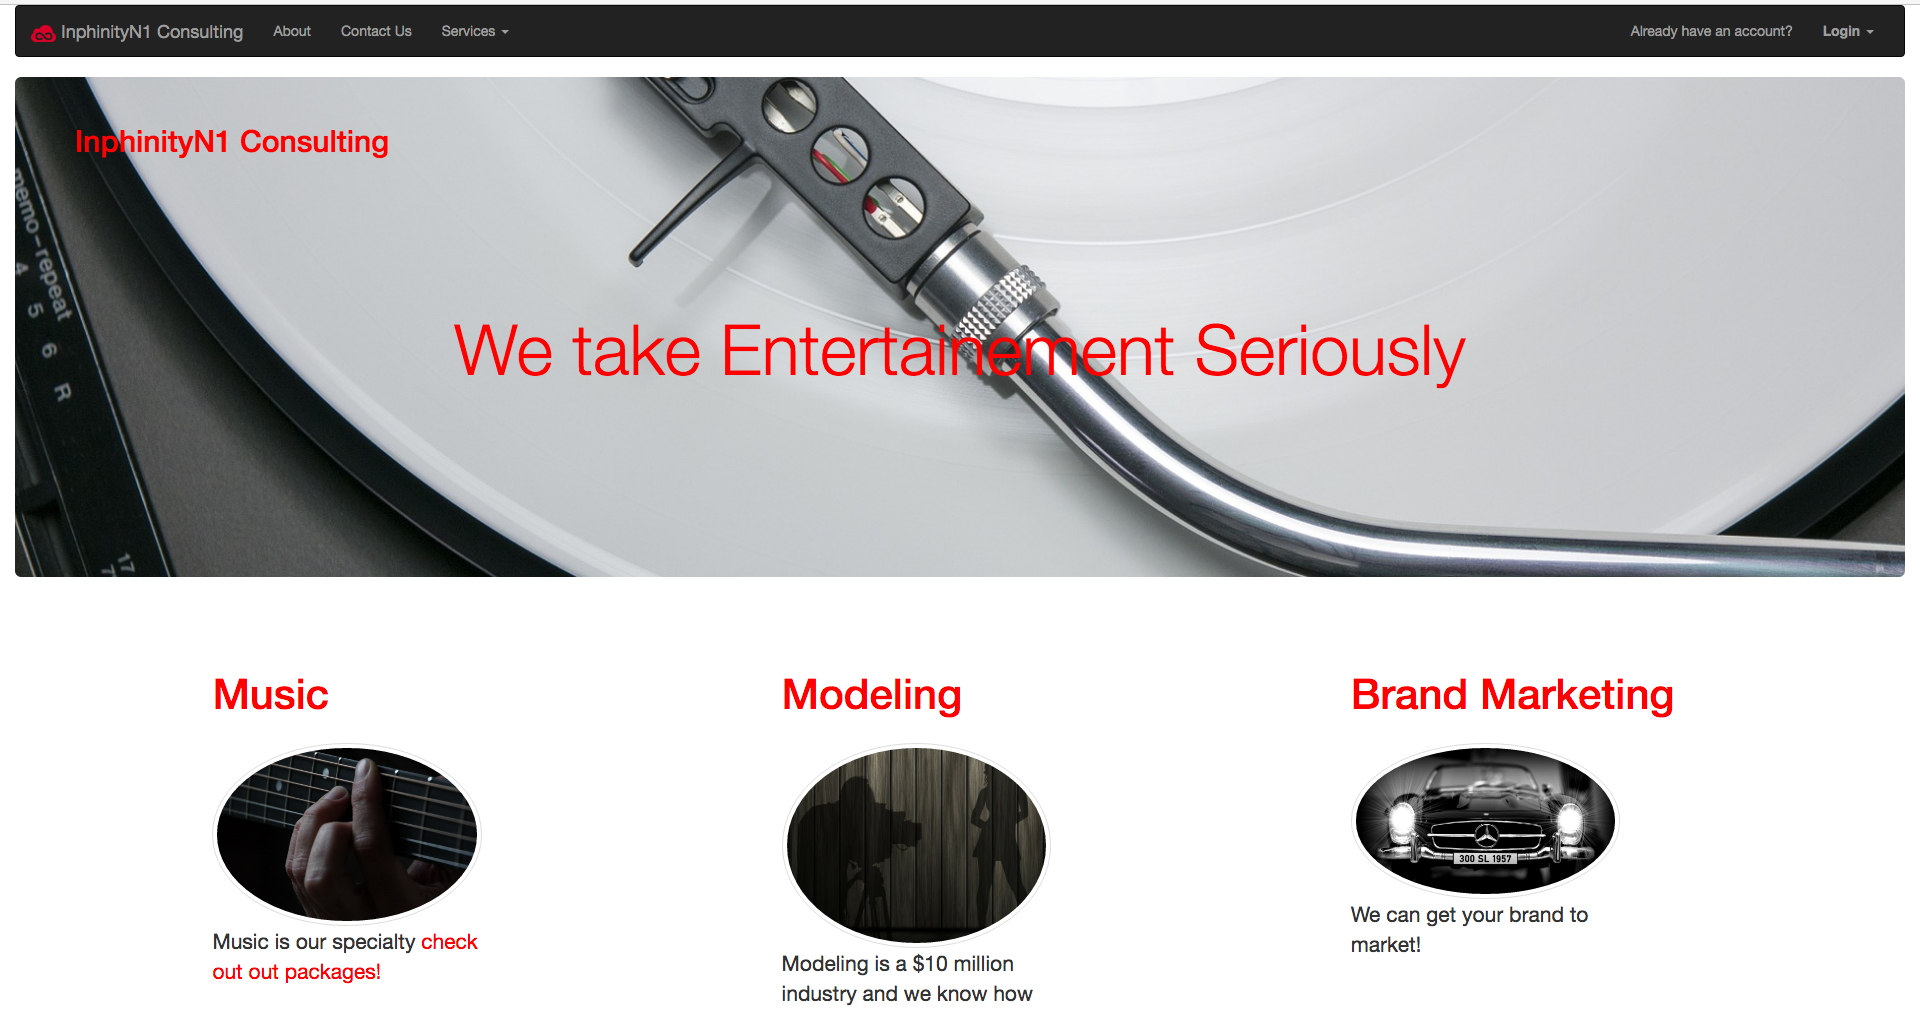 InphinityN1 Consulting About Contact Us Services Already have an account? Login
InphinityN1 Consulting
memo-repeat
4 5 6 R
17
7
We take Entertainement Seriously
Music Modeling Brand Marketing
300 SL 1957
Music is our specialty check
out out packages!
Modeling is a $10 million
industry and we know how
We can get your brand to
market!